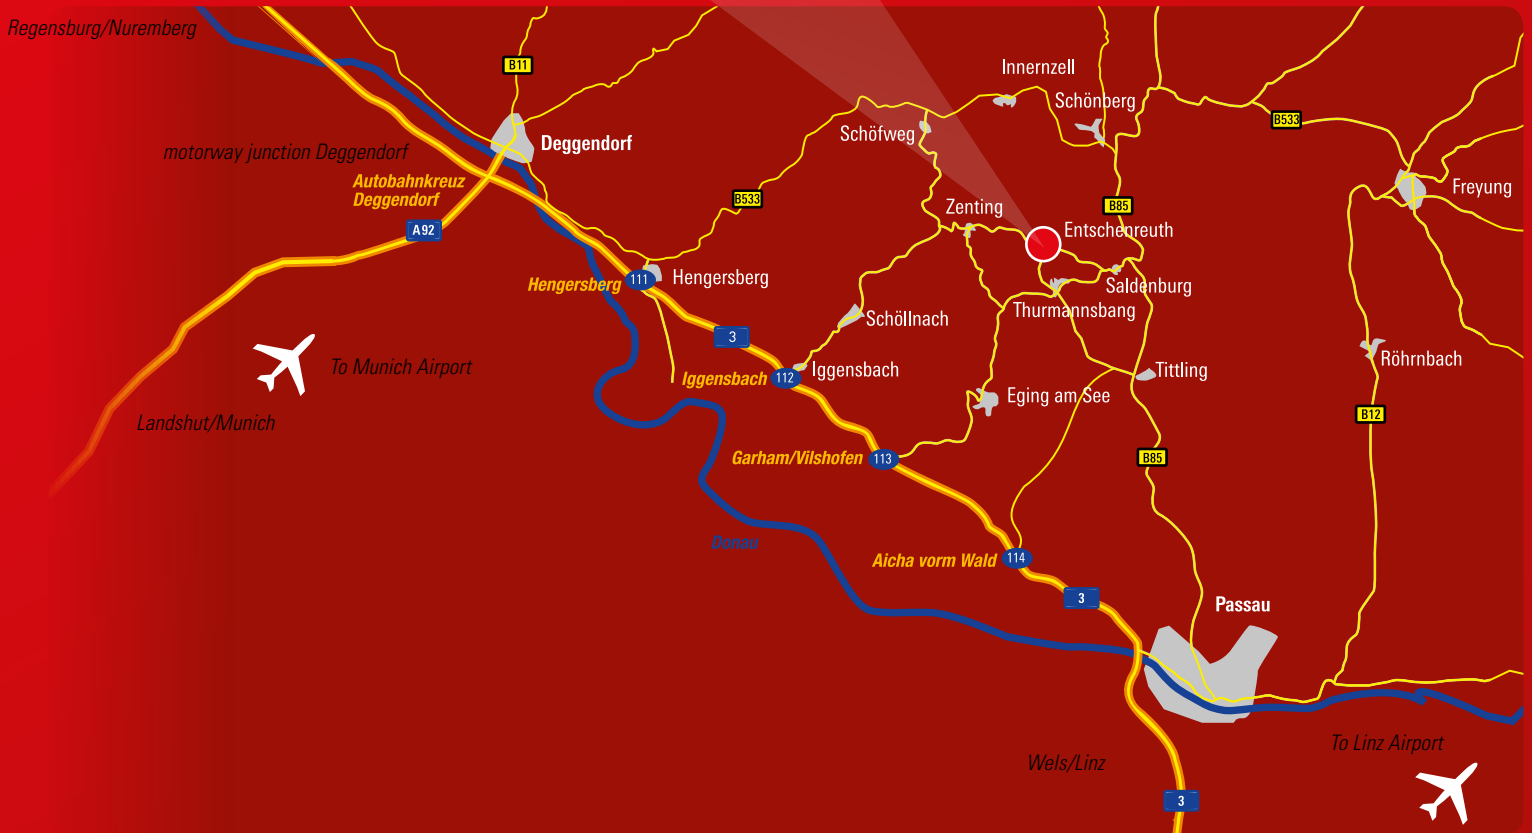 Regensburg/Nuremberg
B11
Innernzell
Schönberg
B533
Schöfweg
Deggendorf
motorway junction Deggendorf
Autobahnkreuz
Deggendorf
B533
Freyung
Zenting
B85
A92
Entschenreuth
Hengersberg
111
Hengersberg
Saldenburg
Thurmannsbang
Schöllnach
3
To Munich Airport
Iggensbach
112
Iggensbach
Tittling
Röhrnbach
Eging am See
B12
Landshut/Munich
Garham/Vilshofen
113
B85
Donau
Aicha vorm Wald
114
3
Passau
To Linz Airport
Wels/Linz
3